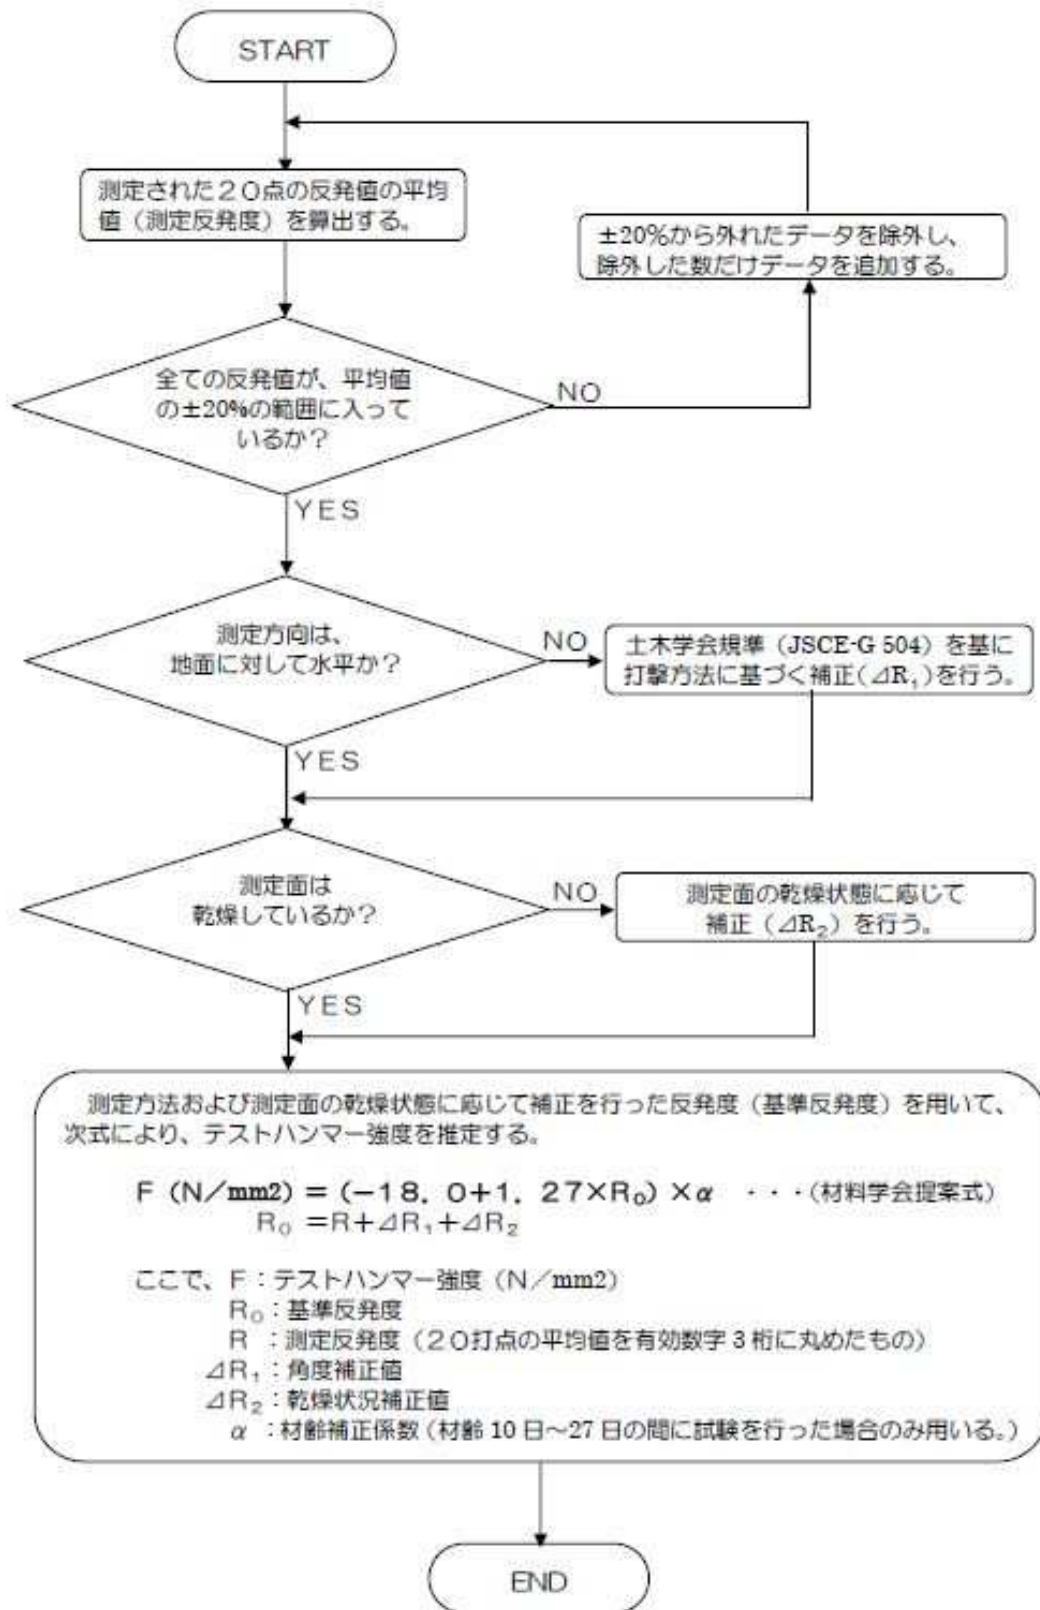 START
測定された２０点の反発値の平均
値（測定反発度）を算出する。
±20%から外れたデータを除外し、
除外した数だけデータを追加する。
全ての反発値が、平均値
の±20%の範囲に入って
いるか？
NO
YES
測定方向は、
地面に対して水平か？
NO
土木学会規準（JSCE-G 504）を基に
打撃方法に基づく補正（⊿R₁）を行う。
YES
測定面は
乾燥しているか？
NO
測定面の乾燥状態に応じて
補正（⊿R₂）を行う。
YES
測定方法および測定面の乾燥状態に応じて補正を行った反発度（基準反発度）を用いて、
次式により、テストハンマー強度を推定する。
F（N／mm2）＝（−18．0+1．27×R₀）×α ・・・（材料学会提案式）
R₀＝R+⊿R₁+⊿R₂
ここで、F：テストハンマー強度（N／mm2）
R₀：基準反発度
R ：測定反発度（２０打点の平均値を有効数字３桁に丸めたもの）
⊿R₁：角度補正値
⊿R₂：乾燥状況補正値
α ：材齢補正係数（材齢 10 日～27 日の間に試験を行った場合のみ用いる。）
END